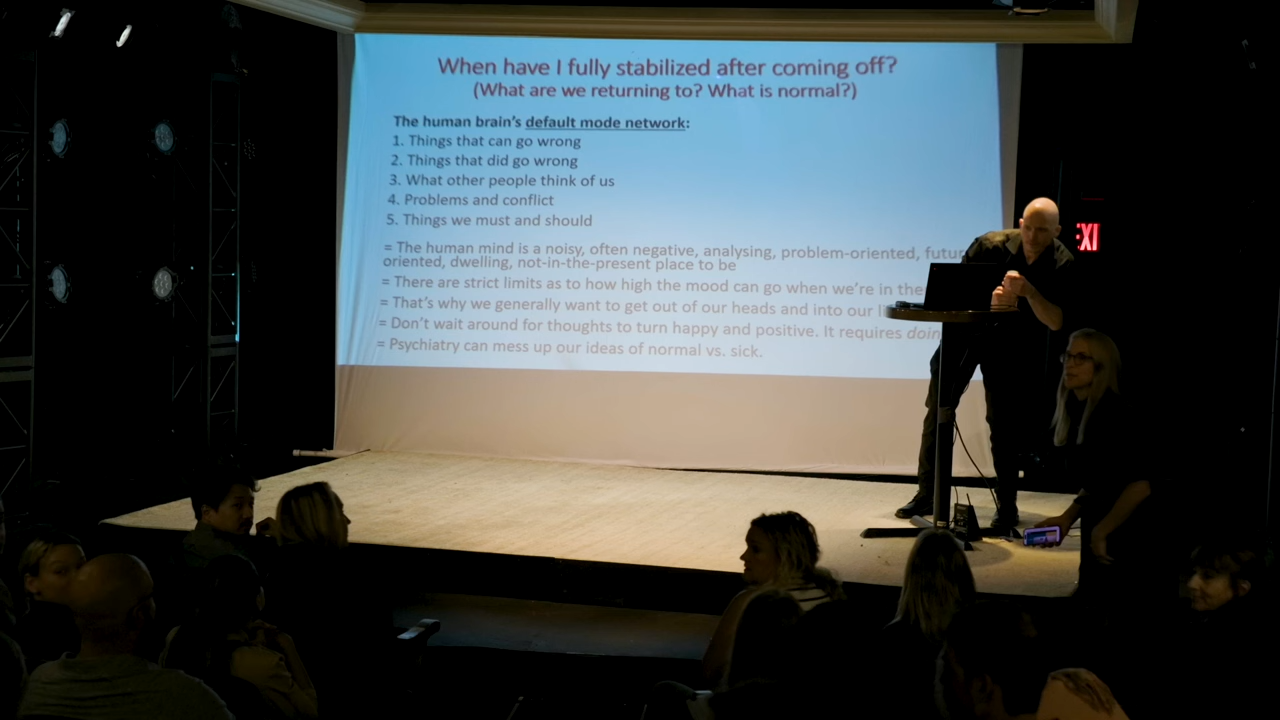 When have I fully stabilized after coming off?
(What are we returning to? What is normal?)
The human brain's default mode network:
1. Things that can go wrong
2. Things that did go wrong
3. What other people think of us
4. Problems and conflict
5. Things we must and should
= The human mind is a noisy, often negative, analysing, problem-oriented,
oriented, dwelling, not-in-the-present place to be
= There are strict limits as to how high the mood can go when we're in
= That's why we generally want to get out of our heads and into our
= Don't wait around for thoughts to turn happy and positive. It requires
= Psychiatry can mess up our ideas of normal vs. sick.
EXI